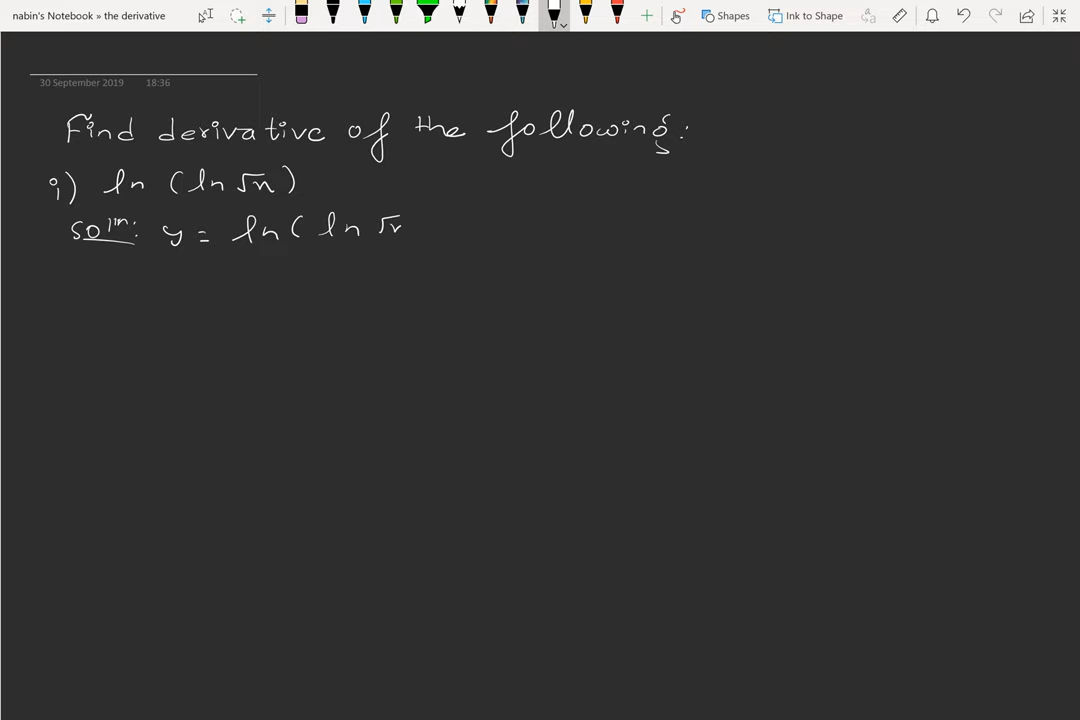 nabin's Notebook » the derivative
Shapes
Ink to Shape
30 September 2019 18:36
Find derivative of the following:
i) ln (ln √x)
Soln: y = ln( ln √x